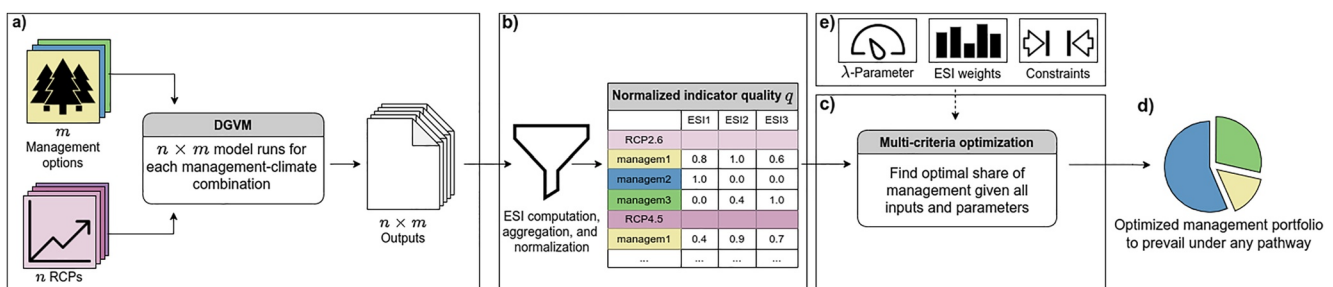 a)
m
Management
options
n RCPs
DGVM
n × m model runs for
each management-climate
combination
n × m
Outputs
b)
ESI computation,
aggregation, and
normalization
Normalized indicator quality q
ESI1 ESI2 ESI3
RCP2.6
managem1 0.8 1.0 0.6
managem2 1.0 0.0 0.0
managem3 0.0 0.4 1.0
RCP4.5
managem1 0.4 0.9 0.7
... ... ... ...
e)
λ-Parameter
ESI weights
Constraints
c)
Multi-criteria optimization
Find optimal share of
management given all
inputs and parameters
d)
Optimized management portfolio
to prevail under any pathway